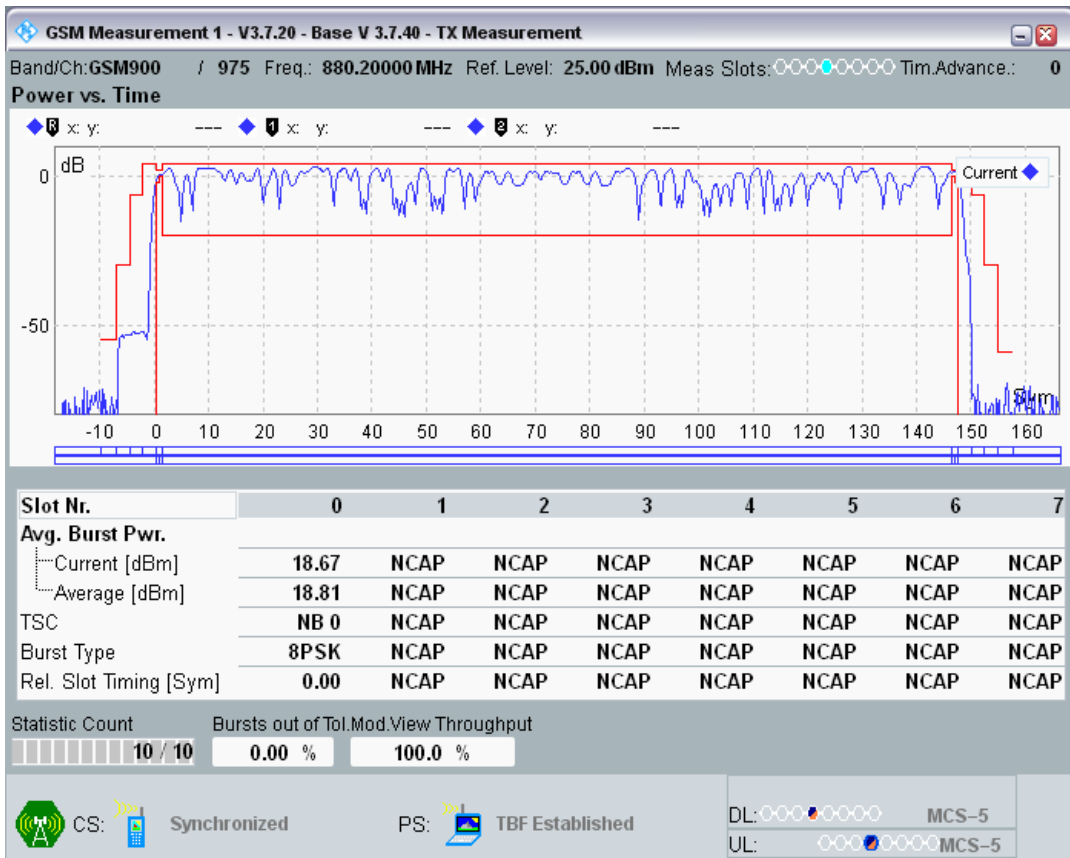 GSM Measurement 1 - V3.7.20 - Base V 3.7.40 - TX Measurement
Band/Ch:GSM900 / 975 Freq.: 880.20000 MHz Ref. Level: 25.00 dBm Meas Slots: Tim.Advance.: 0
Power vs. Time
R x: y: --- 1 x: y: --- 2 x: y: ---
dB
Current
0
-50
Sym
-10 0 10 20 30 40 50 60 70 80 90 100 110 120 130 140 150 160
Slot Nr. 0 1 2 3 4 5 6 7
Avg. Burst Pwr.
Current [dBm] 18.67 NCAP NCAP NCAP NCAP NCAP NCAP NCAP
Average [dBm] 18.81 NCAP NCAP NCAP NCAP NCAP NCAP NCAP
TSC NB 0 NCAP NCAP NCAP NCAP NCAP NCAP NCAP
Burst Type 8PSK NCAP NCAP NCAP NCAP NCAP NCAP NCAP
Rel. Slot Timing [Sym] 0.00 NCAP NCAP NCAP NCAP NCAP NCAP NCAP
Statistic Count Bursts out of Tol.Mod.View Throughput
10 / 10 0.00 % 100.0 %
CS: Synchronized PS: TBF Established
DL: MCS-5
UL: MCS-5